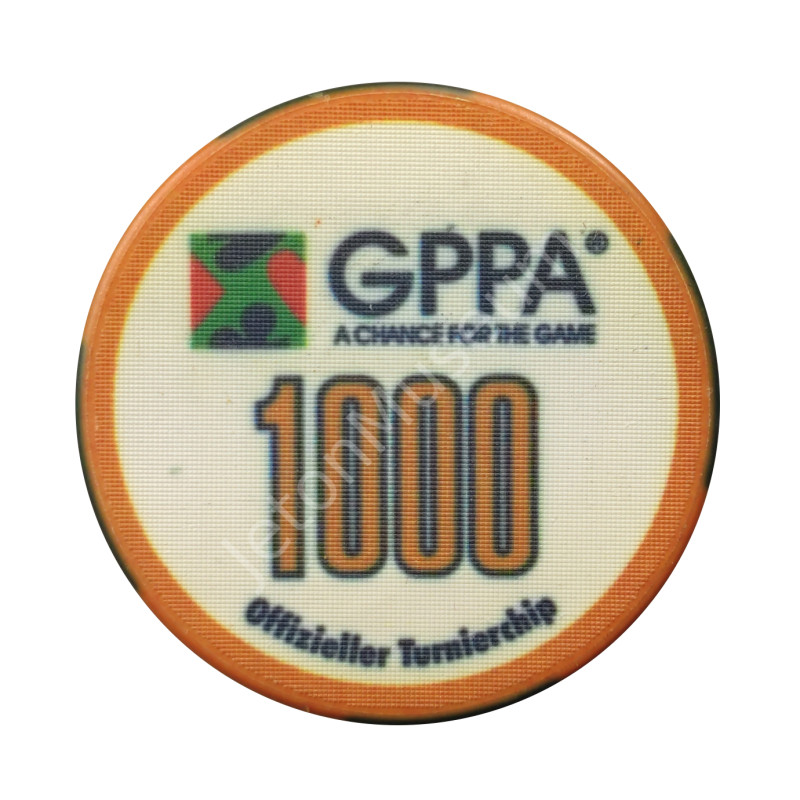 GPPA®
A CHANCE FOR THE GAME
1000
Offizieller Turnierchip